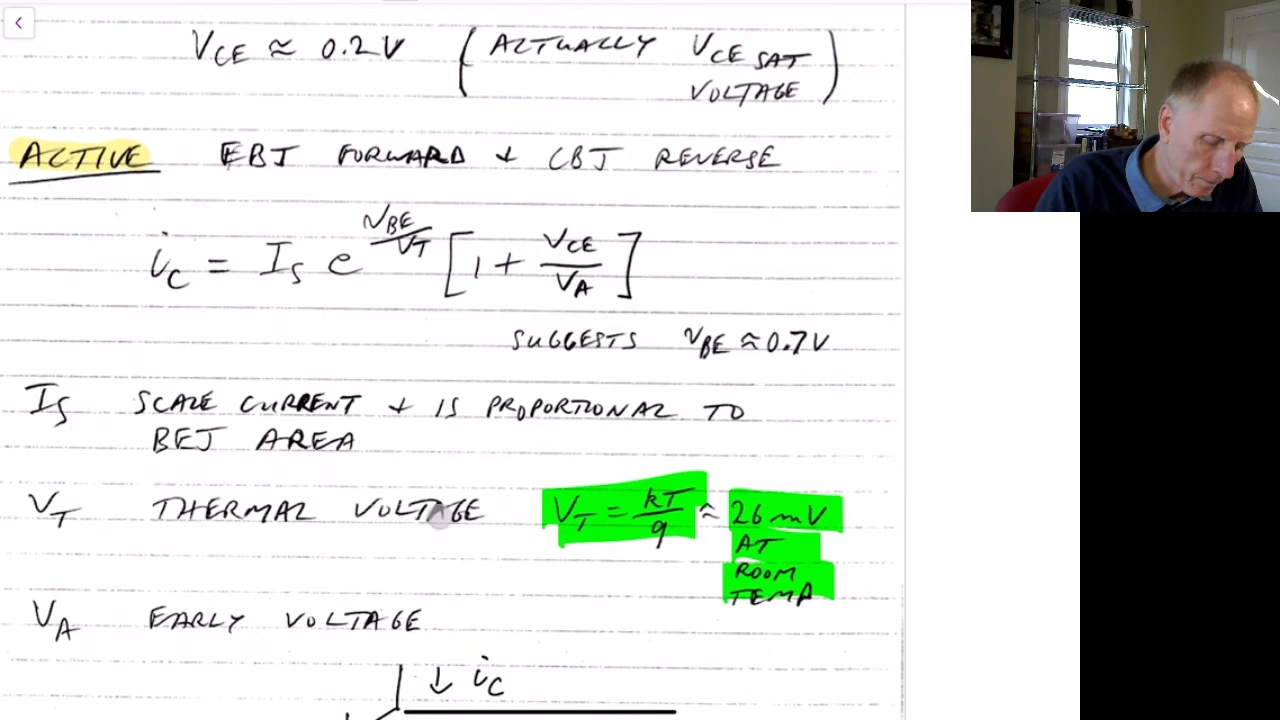 VCE ≈ 0.2V (ACTUALLY VCE SAT VOLTAGE)
ACTIVE EBJ FORWARD + CBJ REVERSE
iC = IS e^(VBE/VT) [1 + VCE/VA]
SUGGESTS VBE ≈ 0.7V
IS SCALE CURRENT + IS PROPORTIONAL TO
BEJ AREA
VT THERMAL VOLTAGE VT = kT/q ≈ 26mV
AT
ROOM
TEMP
VA EARLY VOLTAGE
↓ iC